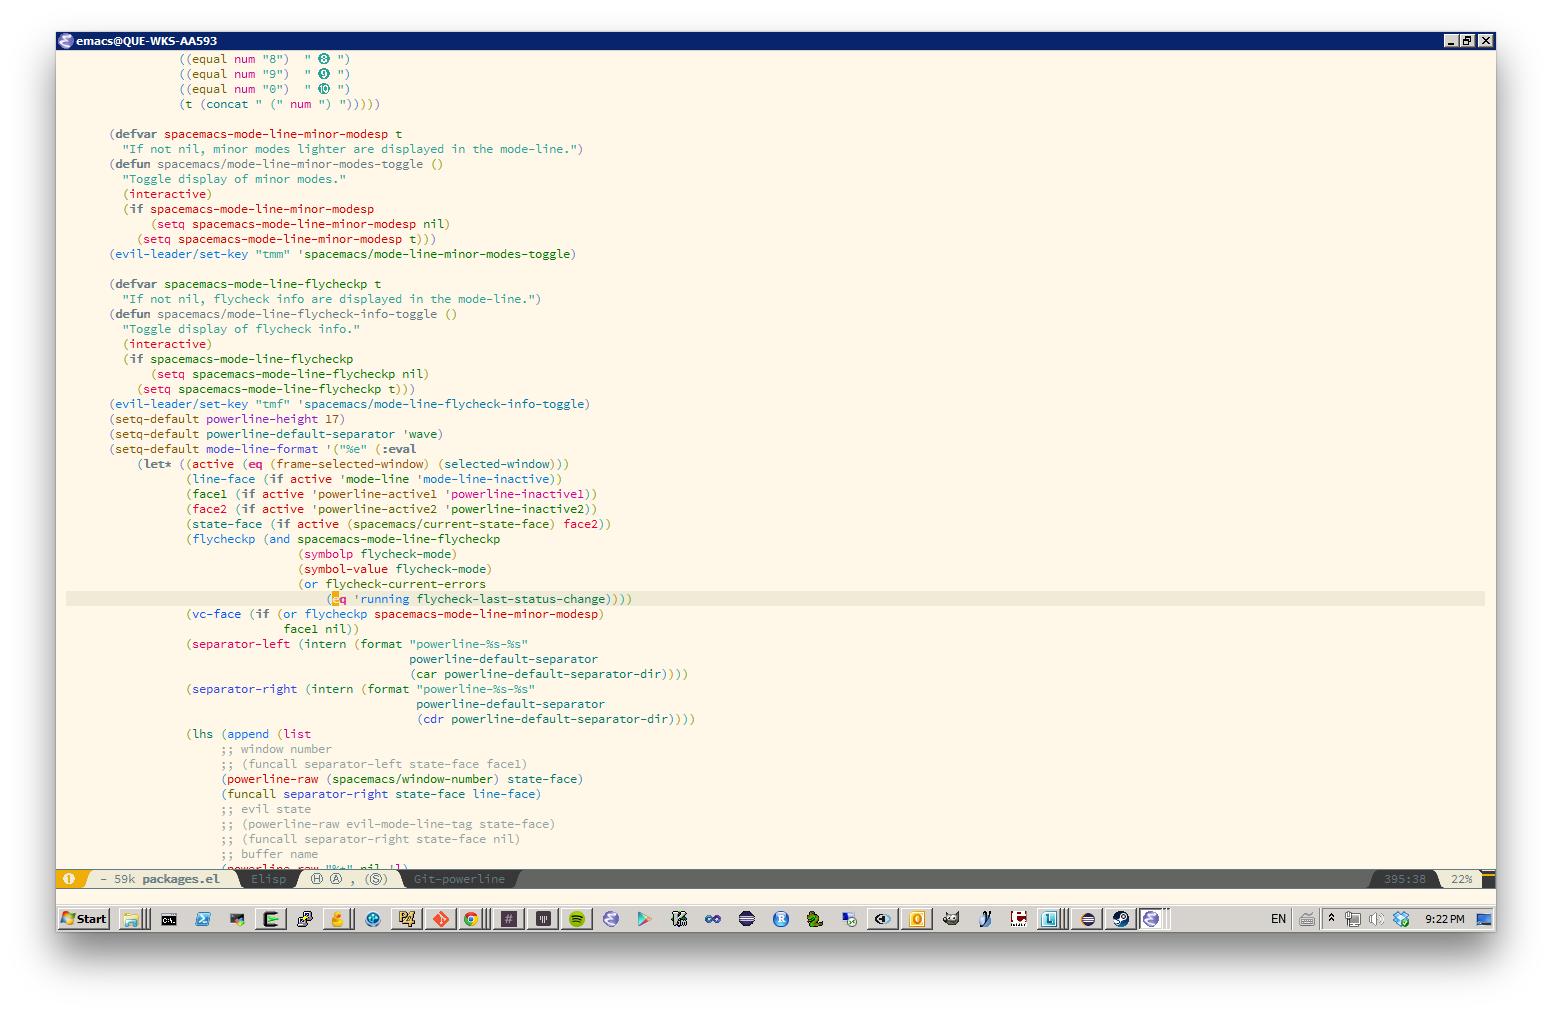 emacs@QUE-WKS-AA593
((equal num "8")  " ➑ ")
((equal num "9")  " ➒ ")
((equal num "0")  " ➓ ")
(t (concat " (" num ") ")))))
(defvar spacemacs-mode-line-minor-modesp t
"If not nil, minor modes lighter are displayed in the mode-line.")
(defun spacemacs/mode-line-minor-modes-toggle ()
"Toggle display of minor modes."
(interactive)
(if spacemacs-mode-line-minor-modesp
(setq spacemacs-mode-line-minor-modesp nil)
(setq spacemacs-mode-line-minor-modesp t)))
(evil-leader/set-key "tmm" 'spacemacs/mode-line-minor-modes-toggle)
(defvar spacemacs-mode-line-flycheckp t
"If not nil, flycheck info are displayed in the mode-line.")
(defun spacemacs/mode-line-flycheck-info-toggle ()
"Toggle display of flycheck info."
(interactive)
(if spacemacs-mode-line-flycheckp
(setq spacemacs-mode-line-flycheckp nil)
(setq spacemacs-mode-line-flycheckp t)))
(evil-leader/set-key "tmf" 'spacemacs/mode-line-flycheck-info-toggle)
(setq-default powerline-height 17)
(setq-default powerline-default-separator 'wave)
(setq-default mode-line-format '("%e" (:eval
(let* ((active (eq (frame-selected-window) (selected-window)))
(line-face (if active 'mode-line 'mode-line-inactive))
(face1 (if active 'powerline-active1 'powerline-inactive1))
(face2 (if active 'powerline-active2 'powerline-inactive2))
(state-face (if active (spacemacs/current-state-face) face2))
(flycheckp (and spacemacs-mode-line-flycheckp
(symbolp flycheck-mode)
(symbol-value flycheck-mode)
(or flycheck-current-errors
(eq 'running flycheck-last-status-change))))
(vc-face (if (or flycheckp spacemacs-mode-line-minor-modesp)
face1 nil))
(separator-left (intern (format "powerline-%s-%s"
powerline-default-separator
(car powerline-default-separator-dir))))
(separator-right (intern (format "powerline-%s-%s"
powerline-default-separator
(cdr powerline-default-separator-dir))))
(lhs (append (list
;; window number
;; (funcall separator-left state-face face1)
(powerline-raw (spacemacs/window-number) state-face)
(funcall separator-right state-face line-face)
;; evil state
;; (powerline-raw evil-mode-line-tag state-face)
;; (funcall separator-right state-face nil)
;; buffer name
(powerline-raw "%*" nil 'l)
➊ - 59k packages.el Elisp Ⓗ Ⓐ , (Ⓢ) Git-powerline 395:38 22%
Start C:\ P4 # EN 9:22 PM